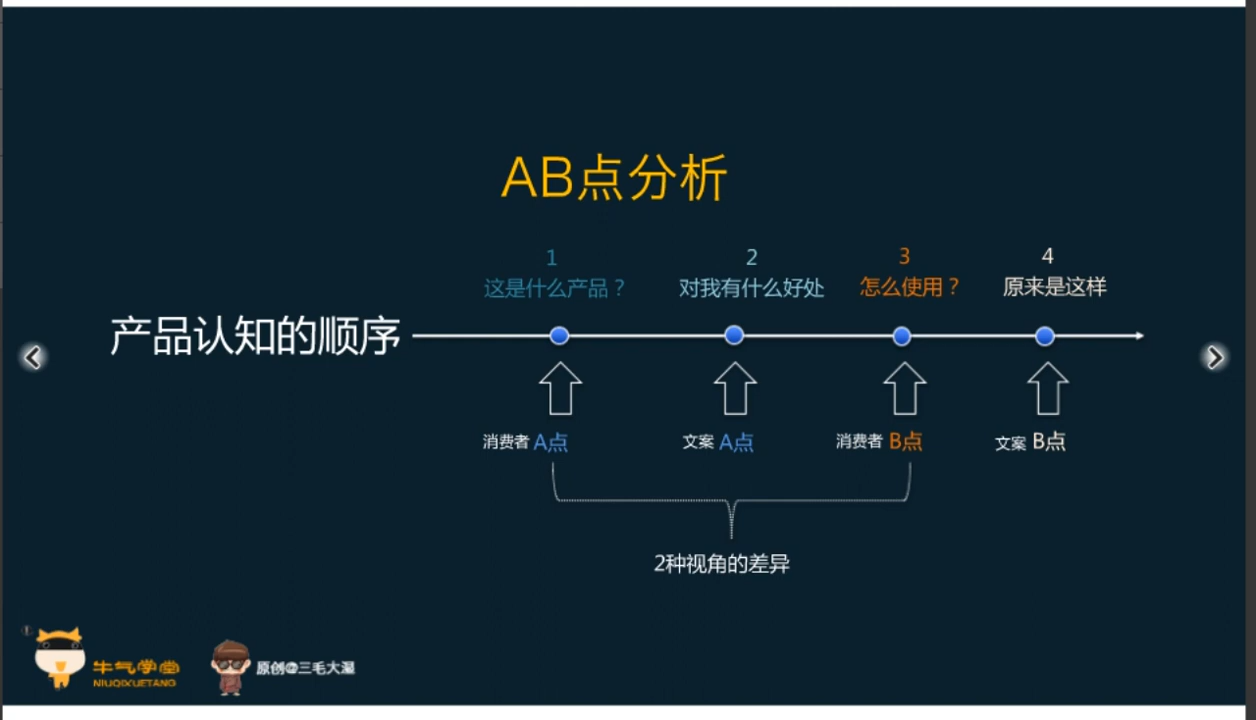 AB点分析
1
这是什么产品？
2
对我有什么好处
3
怎么使用？
4
原来是这样
产品认知的顺序
消费者 A点
文案 A点
消费者 B点
文案 B点
2种视角的差异
牛气学堂
NIUQIXUETANG
原创@三毛大湿